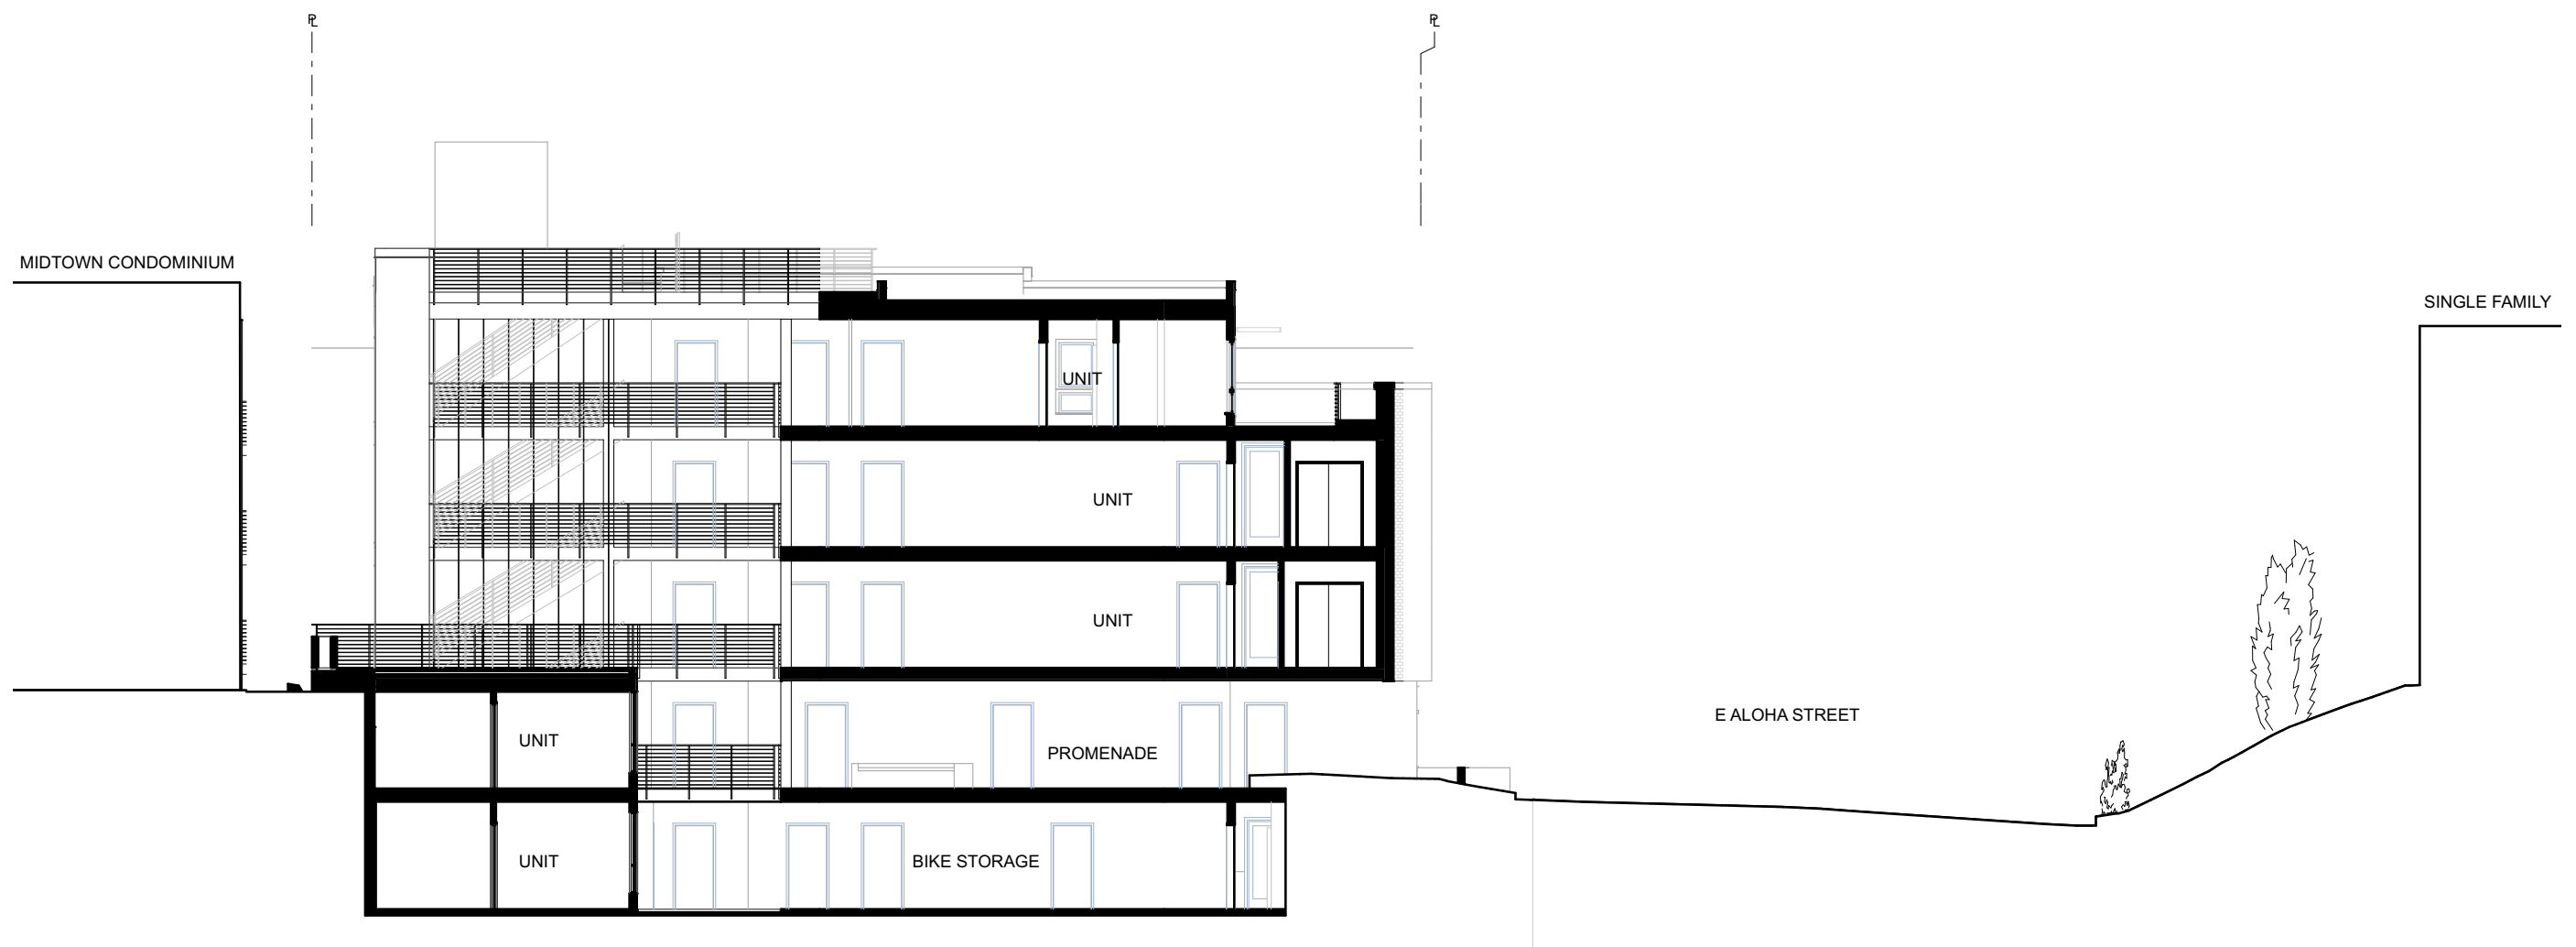 PL
PL
MIDTOWN CONDOMINIUM
SINGLE FAMILY
UNIT
UNIT
UNIT
E ALOHA STREET
UNIT
PROMENADE
UNIT
BIKE STORAGE